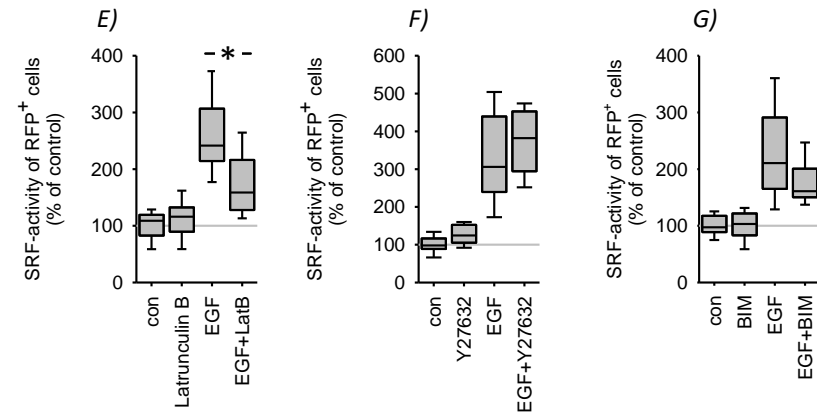 E)
SRF-activity of RFP+ cells
(% of control)
400
300
200
100
0
- * -
con
Latrunculin B
EGF
EGF+LatB
F)
SRF-activity of RFP+ cells
(% of control)
600
500
400
300
200
100
0
con
Y27632
EGF
EGF+Y27632
G)
SRF-activity of RFP+ cells
(% of control)
400
300
200
100
0
con
BIM
EGF
EGF+BIM